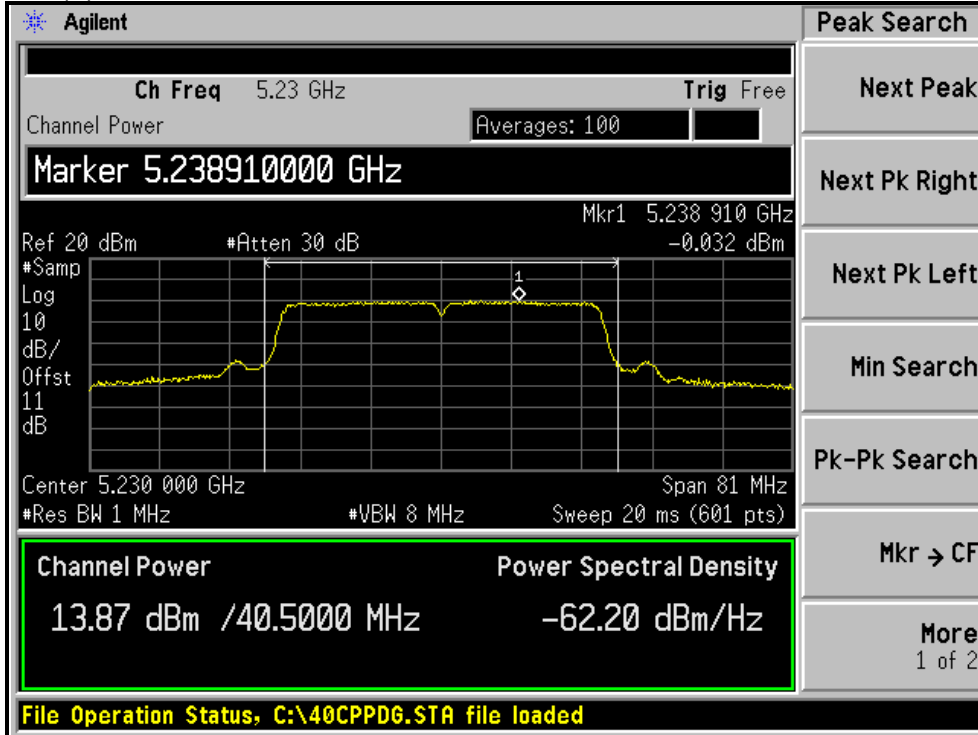 Agilent
Peak Search
Ch Freq 5.23 GHz Trig Free
Channel Power Averages: 100
Marker 5.238910000 GHz
Mkr1 5.238 910 GHz
Ref 20 dBm #Atten 30 dB -0.032 dBm
#Samp
Log
10
dB/
Offst
11
dB
1
Center 5.230 000 GHz Span 81 MHz
#Res BW 1 MHz #VBW 8 MHz Sweep 20 ms (601 pts)
Channel Power Power Spectral Density
13.87 dBm /40.5000 MHz -62.20 dBm/Hz
File Operation Status, C:\40CPPDG.STA file loaded
Next Peak
Next Pk Right
Next Pk Left
Min Search
Pk-Pk Search
Mkr → CF
More
1 of 2